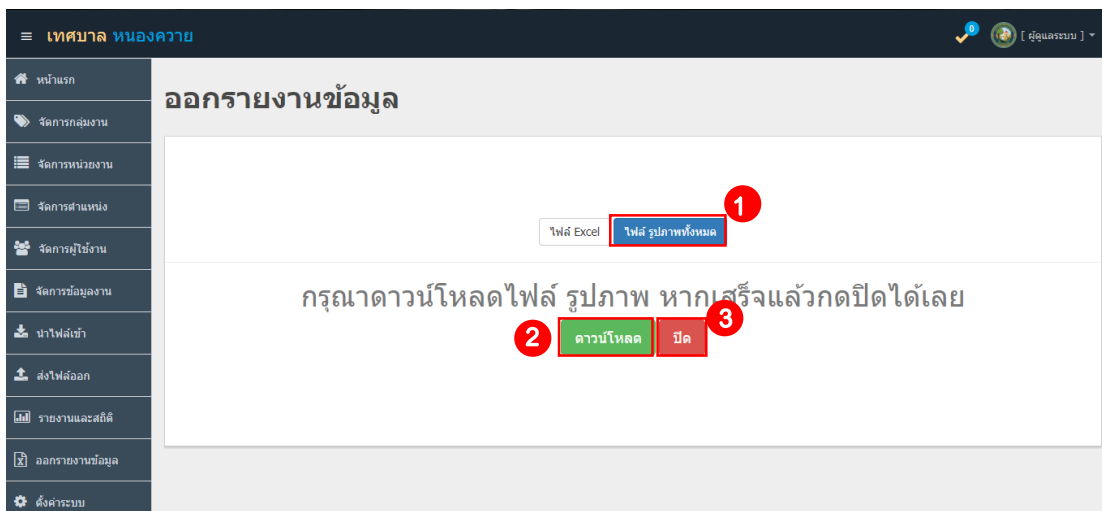 เทศบาล หนองควาย
0
[ ผู้ดูแลระบบ ]
หน้าแรก
จัดการกลุ่มงาน
จัดการหน่วยงาน
จัดการตำแหน่ง
จัดการผู้ใช้งาน
จัดการข้อมูลงาน
นำไฟล์เข้า
ส่งไฟล์ออก
รายงานและสถิติ
ออกรายงานข้อมูล
ตั้งค่าระบบ
ออกรายงานข้อมูล
1
ไฟล์ Excel ไฟล์ รูปภาพทั้งหมด
กรุณาดาวน์โหลดไฟล์ รูปภาพ หากเสร็จแล้วกดปิดได้เลย
2 ดาวน์โหลด ปิด 3